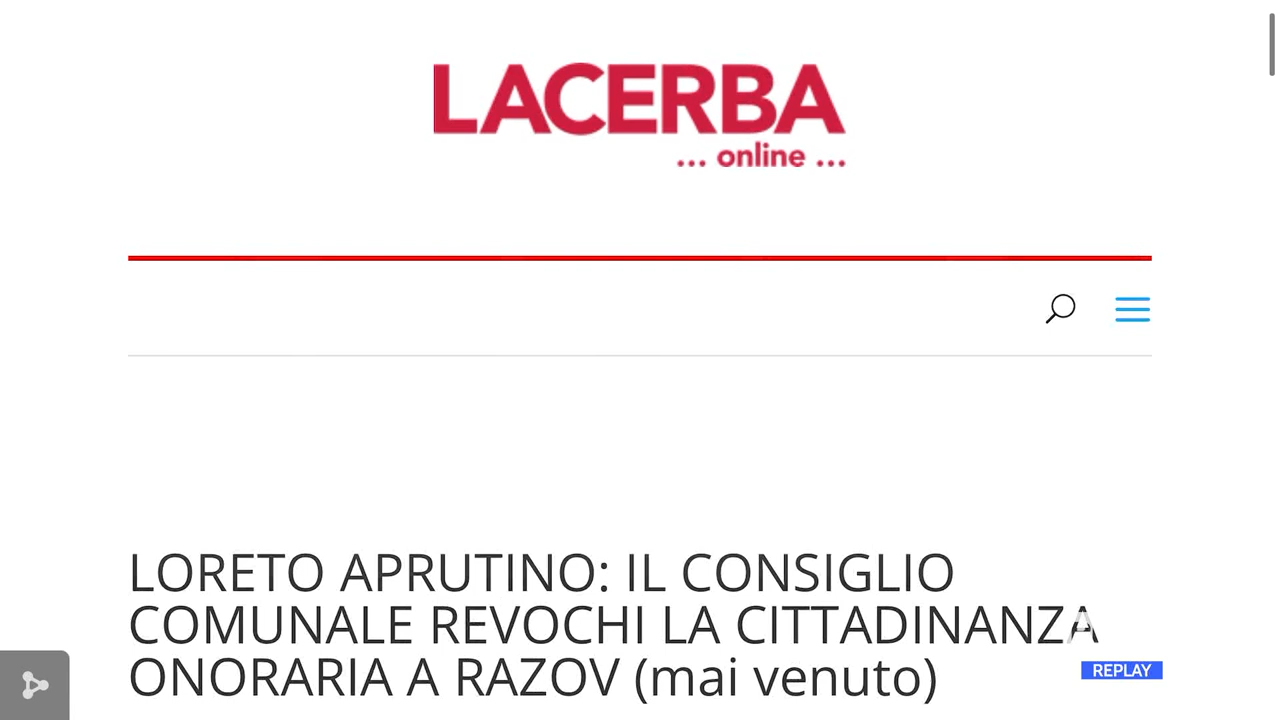 LACERBA
... online ...
LORETO APRUTINO: IL CONSIGLIO
COMUNALE REVOCHI LA CITTADINANZA
ONORARIA A RAZOV (mai venuto)
REPLAY